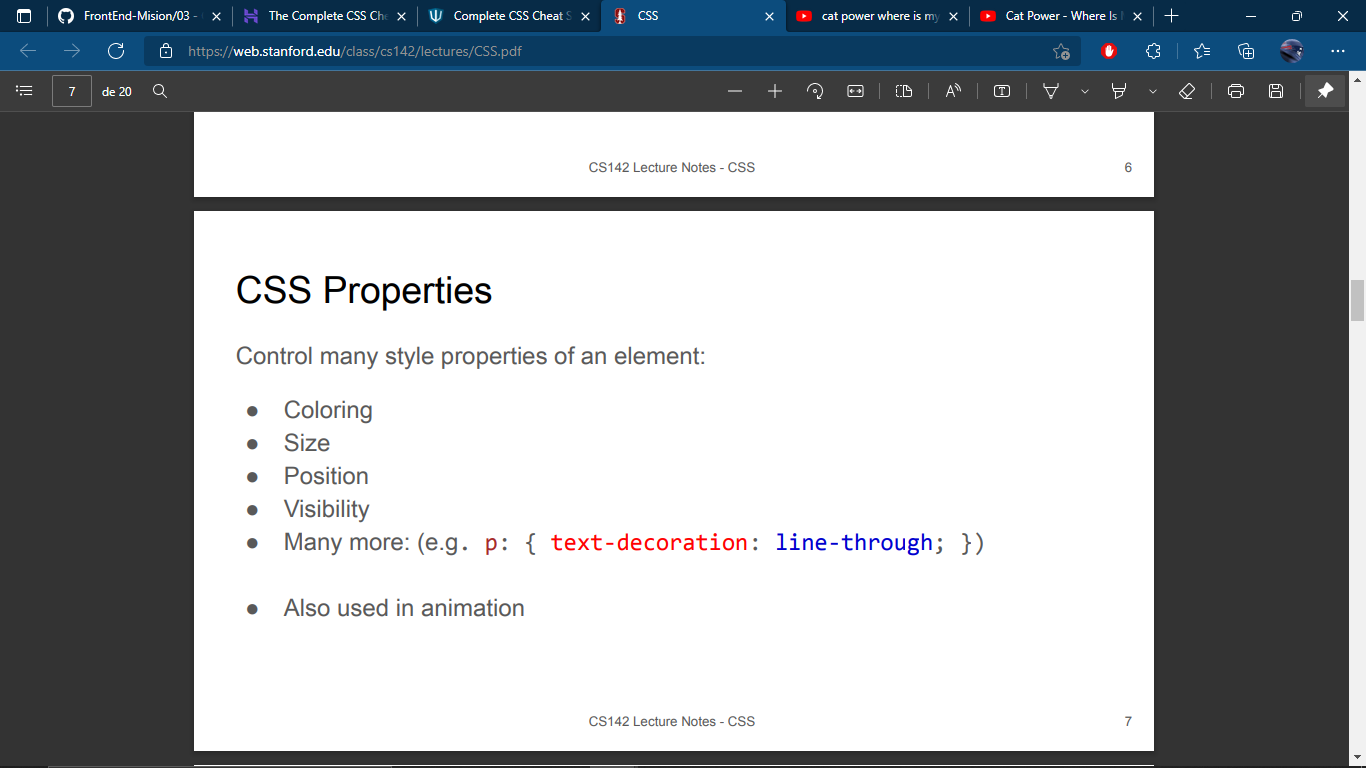 FrontEnd-Mision/03 -
The Complete CSS Che
Complete CSS Cheat S
CSS
cat power where is my
Cat Power - Where Is
https://web.stanford.edu/class/cs142/lectures/CSS.pdf
7 de 20
CS142 Lecture Notes - CSS 6
CSS Properties
Control many style properties of an element:
● Coloring
● Size
● Position
● Visibility
● Many more: (e.g. p: { text-decoration: line-through; })
● Also used in animation
CS142 Lecture Notes - CSS 7